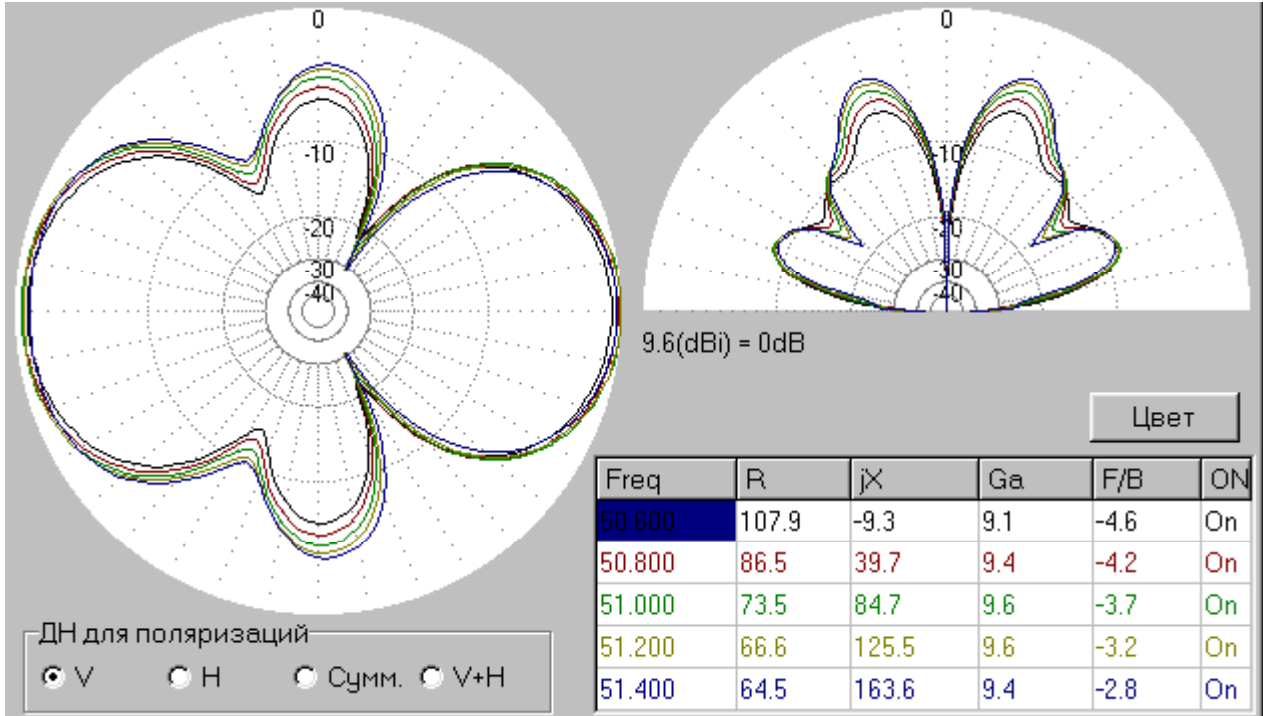 0
-10
-20
-30
-40
0
-10
-20
-30
-40
9.6(dBi) = 0dB
Цвет
Freq R jX Ga F/B ON
50.600 107.9 -9.3 9.1 -4.6 On
50.800 86.5 39.7 9.4 -4.2 On
51.000 73.5 84.7 9.6 -3.7 On
51.200 66.6 125.5 9.6 -3.2 On
51.400 64.5 163.6 9.4 -2.8 On
ДН для поляризаций
V H Сумм. V+H